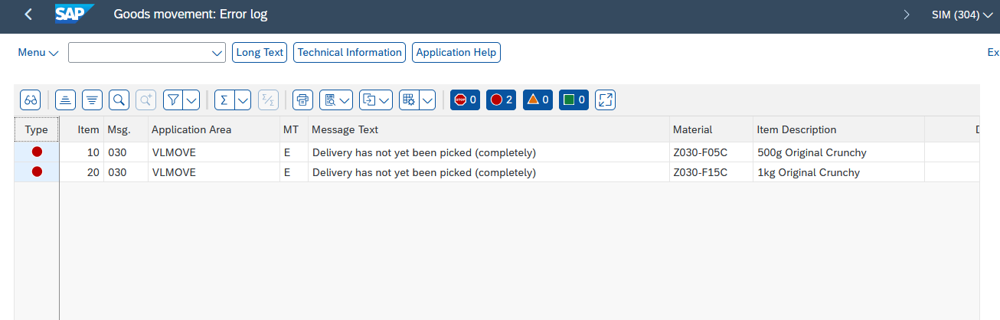 SAP Goods movement: Error log SIM (304)
Menu Long Text Technical Information Application Help Ex
STOP 0 2 0 0
Type Item Msg. Application Area MT Message Text Material Item Description D
10 030 VLMOVE E Delivery has not yet been picked (completely) Z030-F05C 500g Original Crunchy
20 030 VLMOVE E Delivery has not yet been picked (completely) Z030-F15C 1kg Original Crunchy